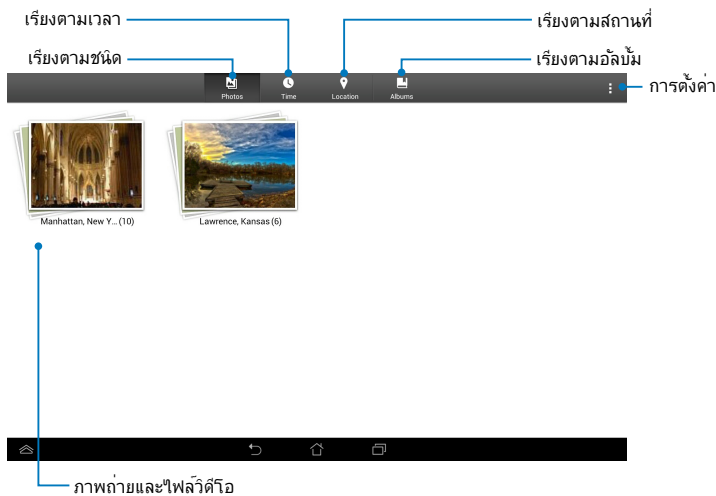 เรียงตามเวลา
เรียงตามสถานที่
เรียงตามชนิด
เรียงตามอัลบั้ม
Photos
Time
Location
Albums
การตั้งค่า
Manhattan, New Y... (10)
Lawrence, Kansas (6)
ภาพถ่ายและไฟล์วิดีโอ